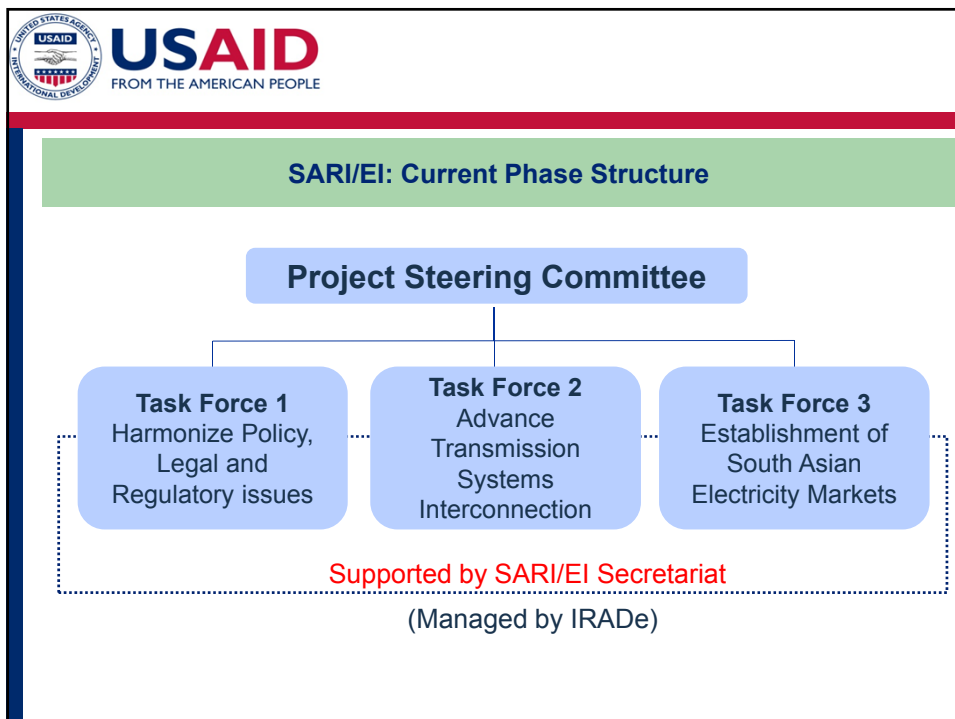 UNITED STATES AGENCY
USAID
INTERNATIONAL DEVELOPMENT
USAID
FROM THE AMERICAN PEOPLE
SARI/EI: Current Phase Structure
Project Steering Committee
Task Force 1
Harmonize Policy,
Legal and
Regulatory issues
Task Force 2
Advance
Transmission
Systems
Interconnection
Task Force 3
Establishment of
South Asian
Electricity Markets
Supported by SARI/EI Secretariat
(Managed by IRADe)